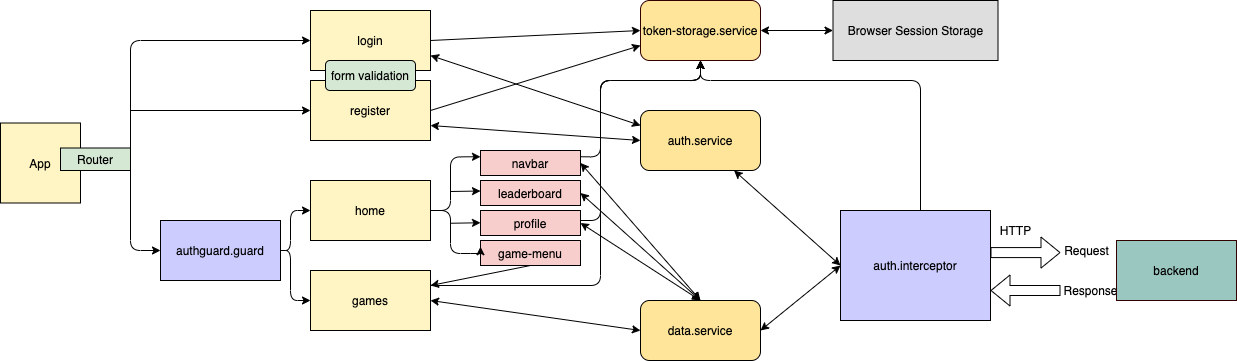 App
Router
login
form validation
register
authguard.guard
home
games
navbar
leaderboard
profile
game-menu
token-storage.service
auth.service
data.service
Browser Session Storage
auth.interceptor
HTTP
Request
Response
backend